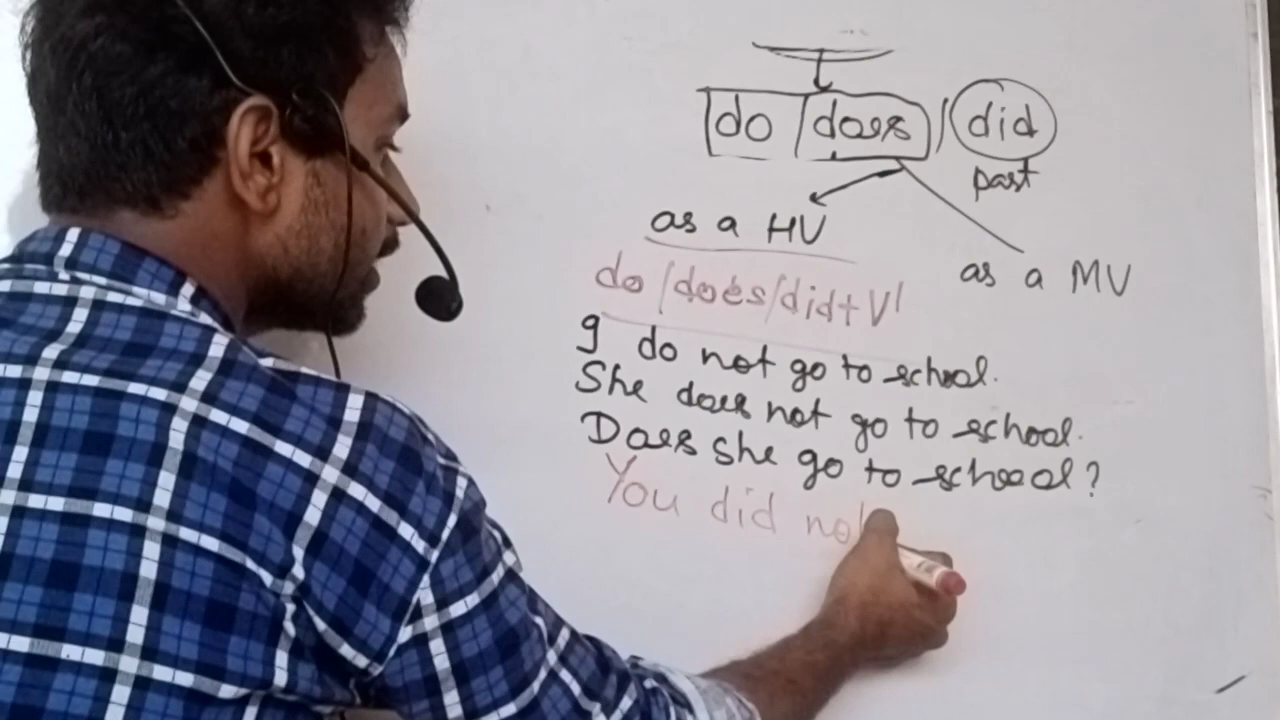 do does / did
past
as a HV
as a MV
do/does/did+V1
I do not go to school.
She does not go to school.
Does she go to school?
You did not